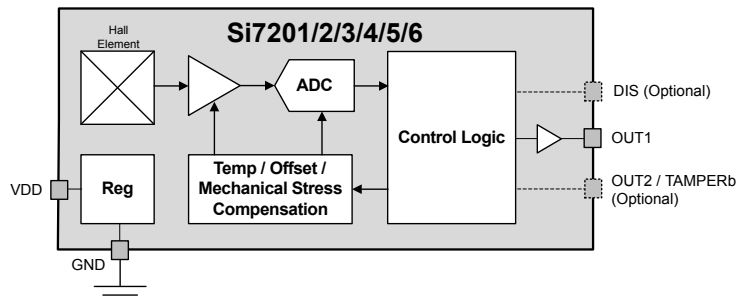 Si7201/2/3/4/5/6
Hall
Element
ADC
Control Logic
DIS (Optional)
OUT1
OUT2 / TAMPERb
(Optional)
VDD
Reg
Temp / Offset /
Mechanical Stress
Compensation
GND